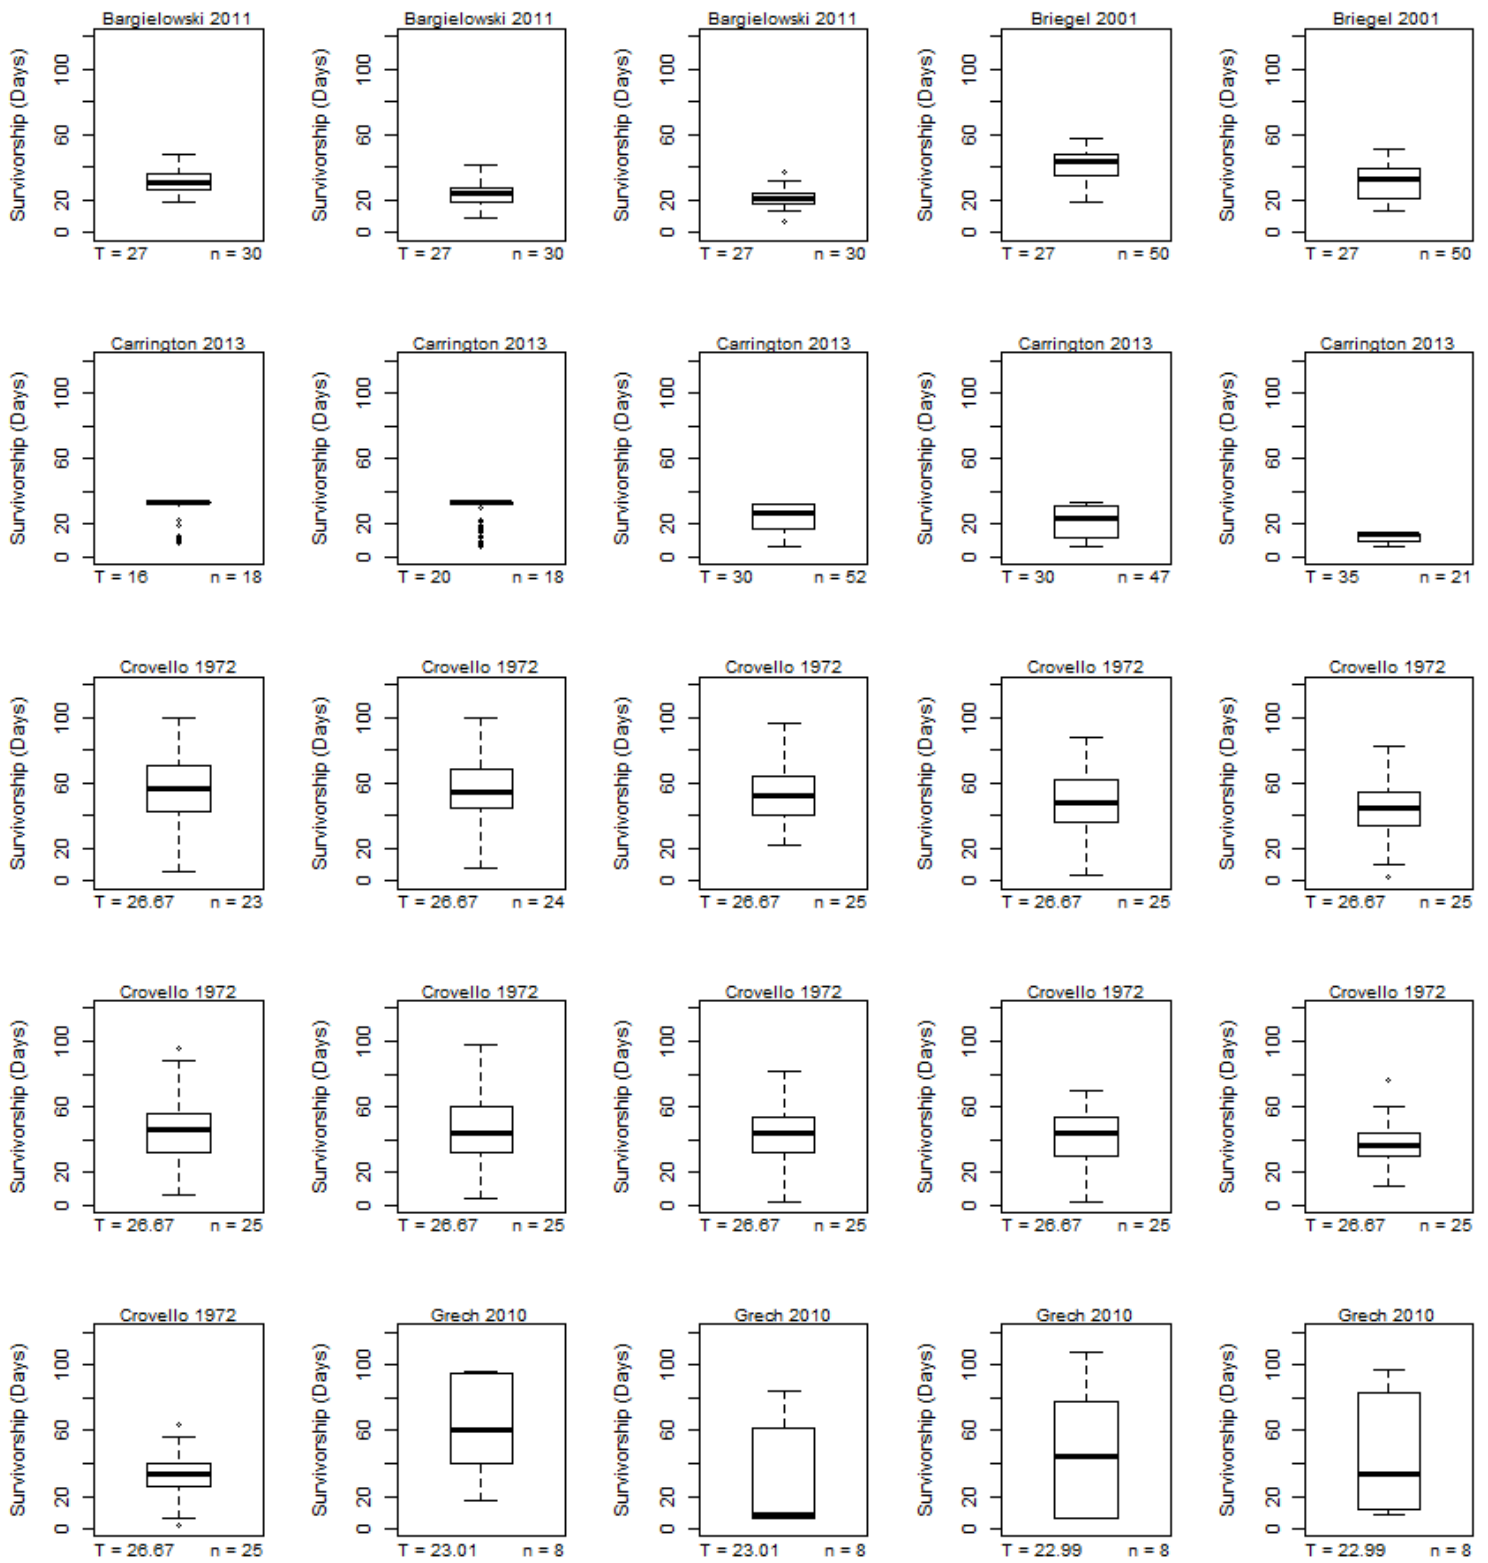 Bargielowski 2011 Bargielowski 2011 Bargielowski 2011 Briegel 2001 Briegel 2001
Survivorship (Days) Survivorship (Days) Survivorship (Days) Survivorship (Days) Survivorship (Days)
100 100 100 100 100
60 60 60 60 60
20 20 20 20 20
0 0 0 0 0
T = 27 n = 30 T = 27 n = 30 T = 27 n = 30 T = 27 n = 50 T = 27 n = 50
Carrington 2013 Carrington 2013 Carrington 2013 Carrington 2013 Carrington 2013
Survivorship (Days) Survivorship (Days) Survivorship (Days) Survivorship (Days) Survivorship (Days)
100 100 100 100 100
60 60 60 60 60
20 20 20 20 20
0 0 0 0 0
T = 16 n = 18 T = 20 n = 18 T = 30 n = 52 T = 30 n = 47 T = 35 n = 21
Crovello 1972 Crovello 1972 Crovello 1972 Crovello 1972 Crovello 1972
Survivorship (Days) Survivorship (Days) Survivorship (Days) Survivorship (Days) Survivorship (Days)
100 100 100 100 100
60 60 60 60 60
20 20 20 20 20
0 0 0 0 0
T = 26.67 n = 23 T = 26.67 n = 24 T = 26.67 n = 25 T = 26.67 n = 25 T = 26.67 n = 25
Crovello 1972 Crovello 1972 Crovello 1972 Crovello 1972 Crovello 1972
Survivorship (Days) Survivorship (Days) Survivorship (Days) Survivorship (Days) Survivorship (Days)
100 100 100 100 100
60 60 60 60 60
20 20 20 20 20
0 0 0 0 0
T = 26.67 n = 25 T = 26.67 n = 25 T = 26.67 n = 25 T = 26.67 n = 25 T = 26.67 n = 25
Crovello 1972 Grech 2010 Grech 2010 Grech 2010 Grech 2010
Survivorship (Days) Survivorship (Days) Survivorship (Days) Survivorship (Days) Survivorship (Days)
100 100 100 100 100
60 60 60 60 60
20 20 20 20 20
0 0 0 0 0
T = 26.67 n = 25 T = 23.01 n = 8 T = 23.01 n = 8 T = 22.99 n = 8 T = 22.99 n = 8